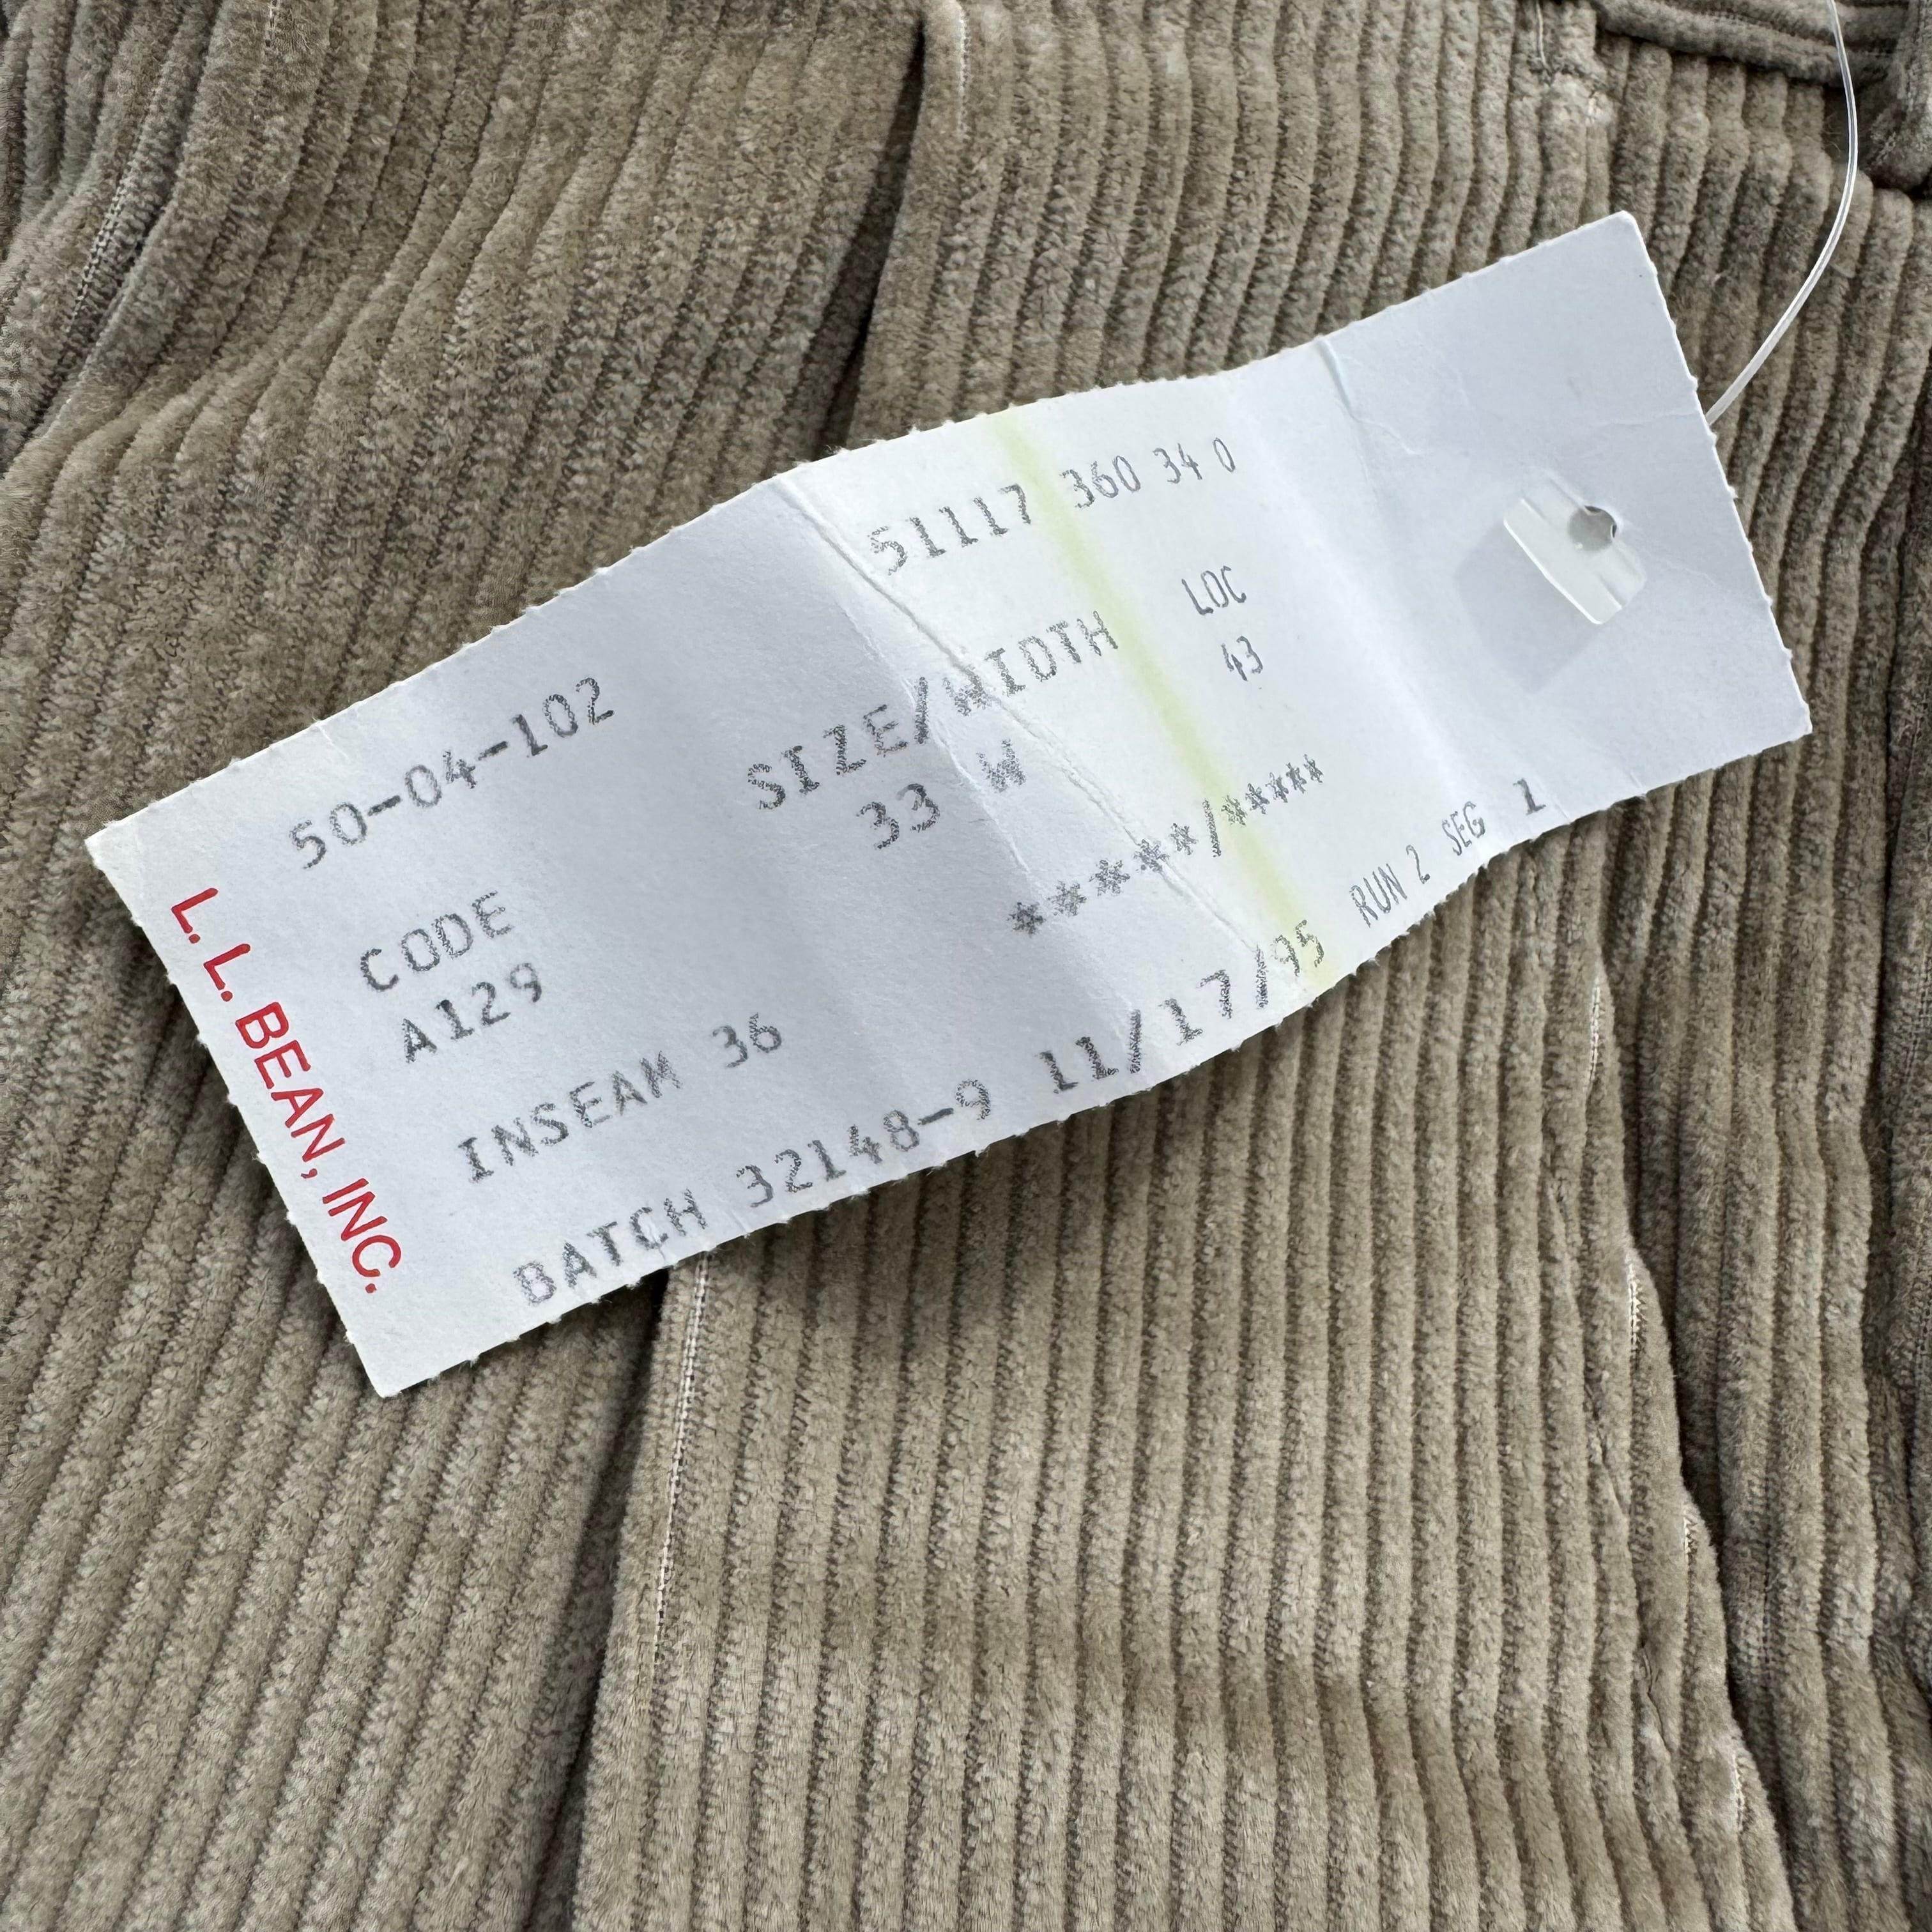 50-04-102 51117 360 34 0
CODE SIZE/WIDTH LOC
A129 33 W 43
INSEAM 36 *****/*****
BATCH 32148-9 11/17/95 RUN 2 SEG 1
L. L. BEAN, INC.